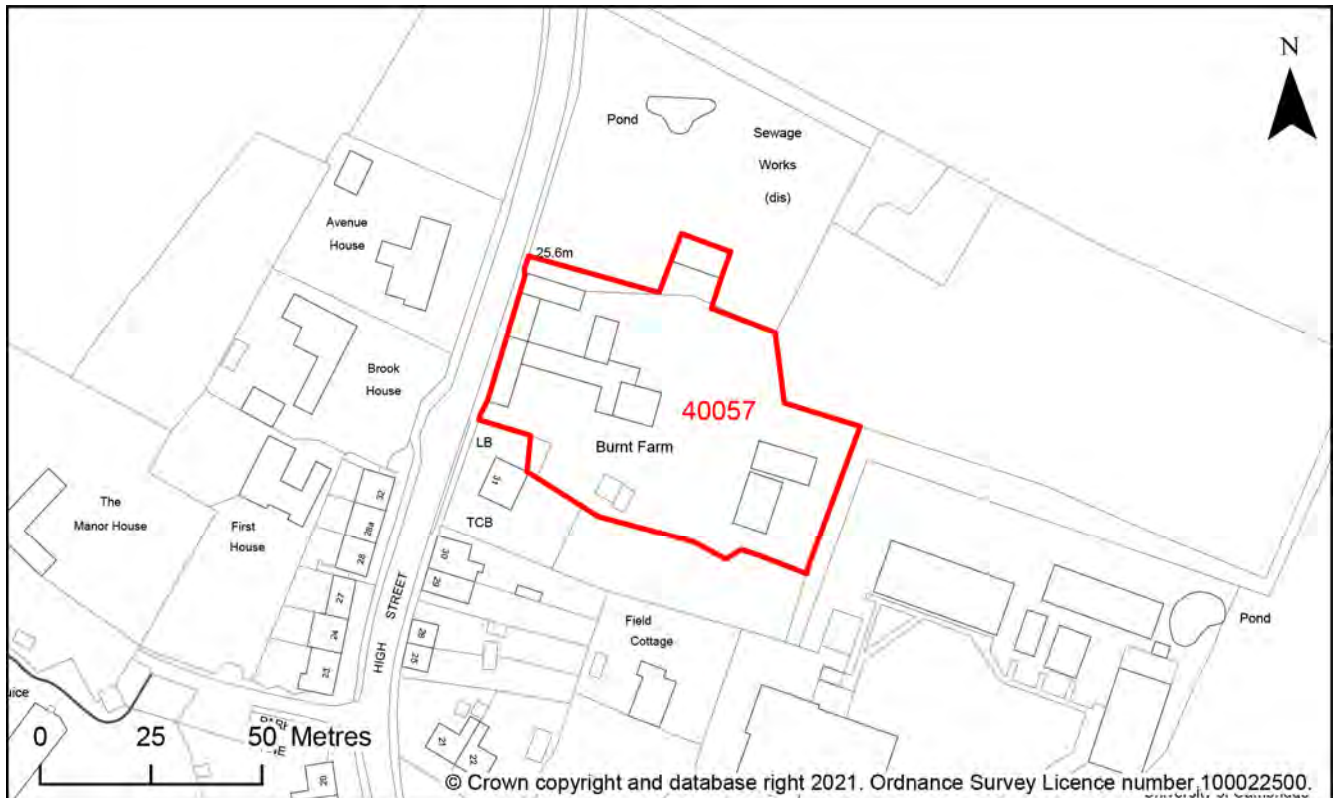 N
Pond
Sewage
Works
(dis)
Avenue
House
25.6m
Brook
House
40057
Burnt Farm
LB
31
TCB
The
Manor House
First
House
32
28a
28
27
24
23
30
29
26
25
HIGH STREET
Field
Cottage
Pond
21
22
20
0 25 50 Metres
© Crown copyright and database right 2021. Ordnance Survey Licence number 100022500.